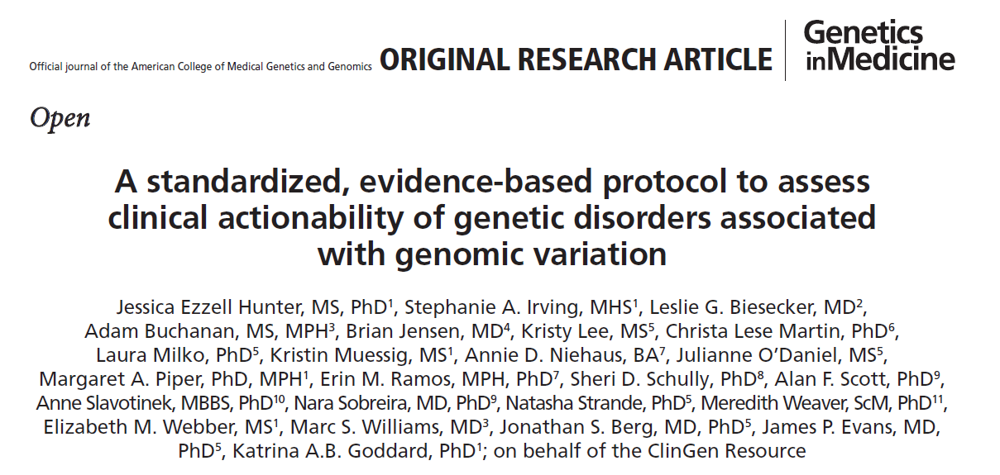 Official journal of the American College of Medical Genetics and Genomics ORIGINAL RESEARCH ARTICLE
Genetics
inMedicine
Open
A standardized, evidence-based protocol to assess
clinical actionability of genetic disorders associated
with genomic variation
Jessica Ezzell Hunter, MS, PhD¹, Stephanie A. Irving, MHS¹, Leslie G. Biesecker, MD²,
Adam Buchanan, MS, MPH³, Brian Jensen, MD⁴, Kristy Lee, MS⁵, Christa Lese Martin, PhD⁶,
Laura Milko, PhD⁵, Kristin Muessig, MS¹, Annie D. Niehaus, BA⁷, Julianne O’Daniel, MS⁵,
Margaret A. Piper, PhD, MPH¹, Erin M. Ramos, MPH, PhD⁷, Sheri D. Schully, PhD⁸, Alan F. Scott, PhD⁹,
Anne Slavotinek, MBBS, PhD¹⁰, Nara Sobreira, MD, PhD⁹, Natasha Strande, PhD⁵, Meredith Weaver, ScM, PhD¹¹,
Elizabeth M. Webber, MS¹, Marc S. Williams, MD³, Jonathan S. Berg, MD, PhD⁵, James P. Evans, MD,
PhD⁵, Katrina A.B. Goddard, PhD¹; on behalf of the ClinGen Resource